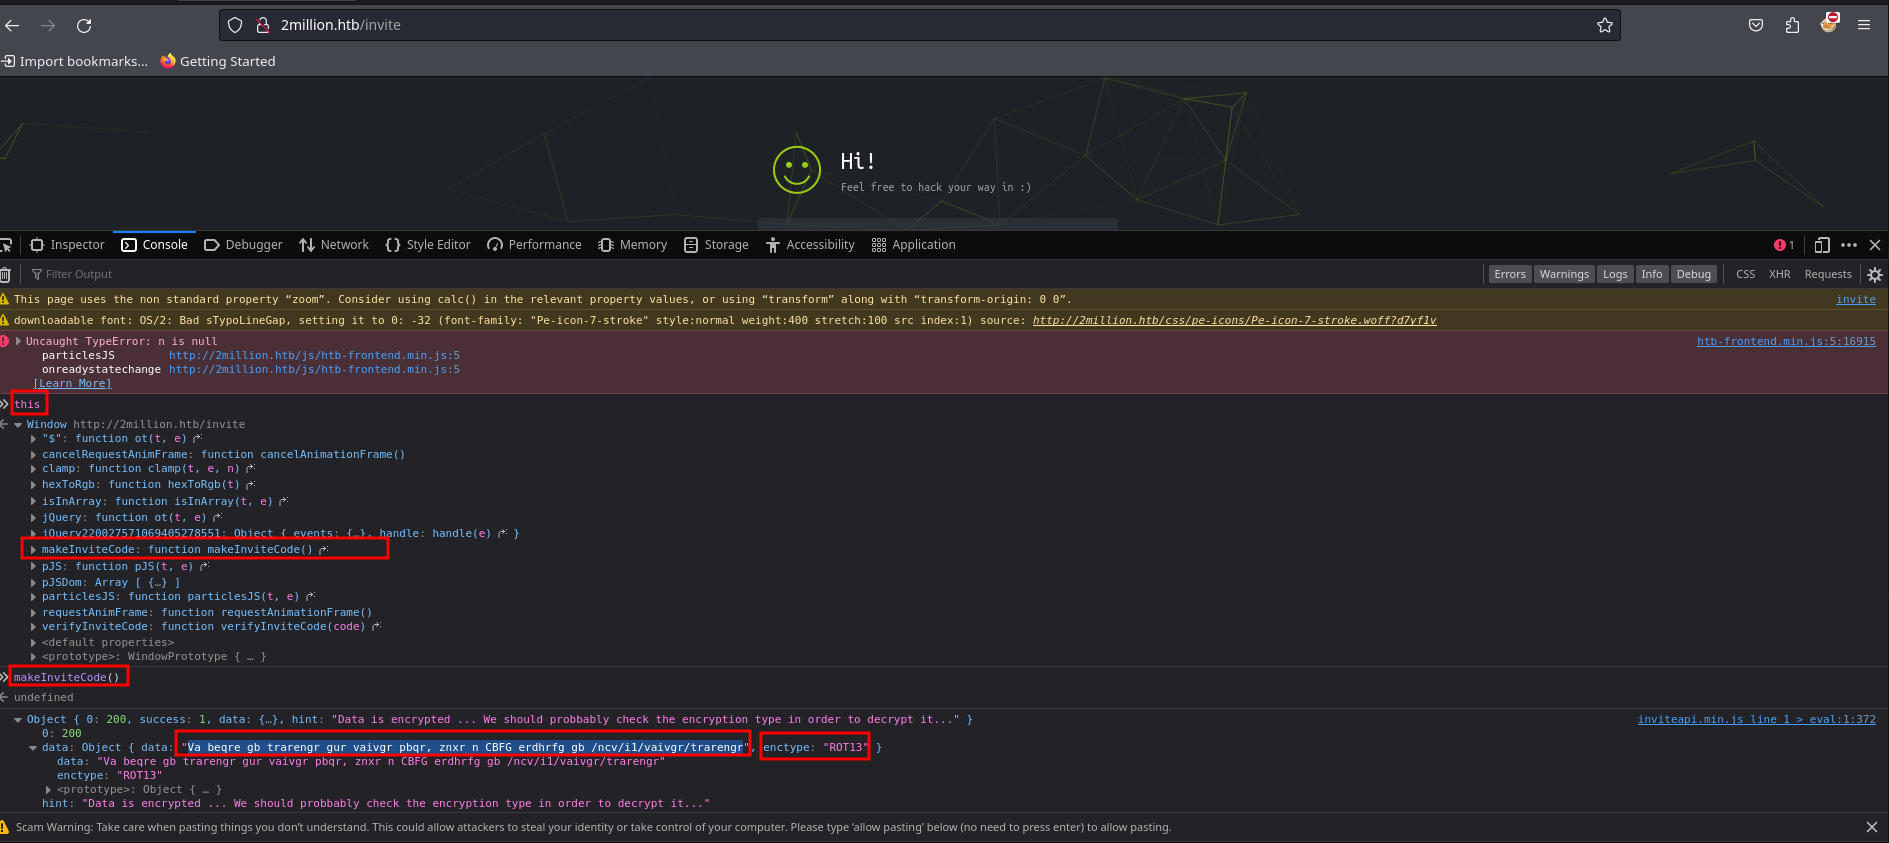 2million.htb/invite
Import bookmarks... Getting Started
Hi!
Feel free to hack your way in :)
Inspector Console Debugger Network Style Editor Performance Memory Storage Accessibility Application 1
Filter Output Errors Warnings Logs Info Debug CSS XHR Requests
This page uses the non standard property “zoom”. Consider using calc() in the relevant property values, or using “transform” along with “transform-origin: 0 0”. invite
downloadable font: OS/2: Bad sTypoLineGap, setting it to 0: -32 (font-family: "Pe-icon-7-stroke" style:normal weight:400 stretch:100 src index:1) source: http://2million.htb/css/pe-icons/Pe-icon-7-stroke.woff?d7yf1v
Uncaught TypeError: n is null htb-frontend.min.js:5:16915
particlesJS http://2million.htb/js/htb-frontend.min.js:5
onreadystatechange http://2million.htb/js/htb-frontend.min.js:5
[Learn More]
this
Window http://2million.htb/invite
"$": function ot(t, e)
cancelRequestAnimFrame: function cancelAnimationFrame()
clamp: function clamp(t, e, n)
hexToRgb: function hexToRgb(t)
isInArray: function isInArray(t, e)
jQuery: function ot(t, e)
jQuery220027571069405278551: Object { events: {…}, handle: handle(e) }
makeInviteCode: function makeInviteCode()
pJS: function pJS(t, e)
pJSDom: Array [ {…} ]
particlesJS: function particlesJS(t, e)
requestAnimFrame: function requestAnimationFrame()
verifyInviteCode: function verifyInviteCode(code)
<default properties>
<prototype>: WindowPrototype { … }
makeInviteCode()
undefined
Object { 0: 200, success: 1, data: {…}, hint: "Data is encrypted ... We should probbably check the encryption type in order to decrypt it..." } inviteapi.min.js line 1 > eval:1:372
0: 200
data: Object { data: "Va beqre gb trarengr gur vaivgr pbqr, znxr n CBFG erdhrfg gb /ncv/i1/vaivgr/trarengr", enctype: "ROT13" }
data: "Va beqre gb trarengr gur vaivgr pbqr, znxr n CBFG erdhrfg gb /ncv/i1/vaivgr/trarengr"
enctype: "ROT13"
<prototype>: Object { … }
hint: "Data is encrypted ... We should probbably check the encryption type in order to decrypt it..."
Scam Warning: Take care when pasting things you don’t understand. This could allow attackers to steal your identity or take control of your computer. Please type ‘allow pasting’ below (no need to press enter) to allow pasting.